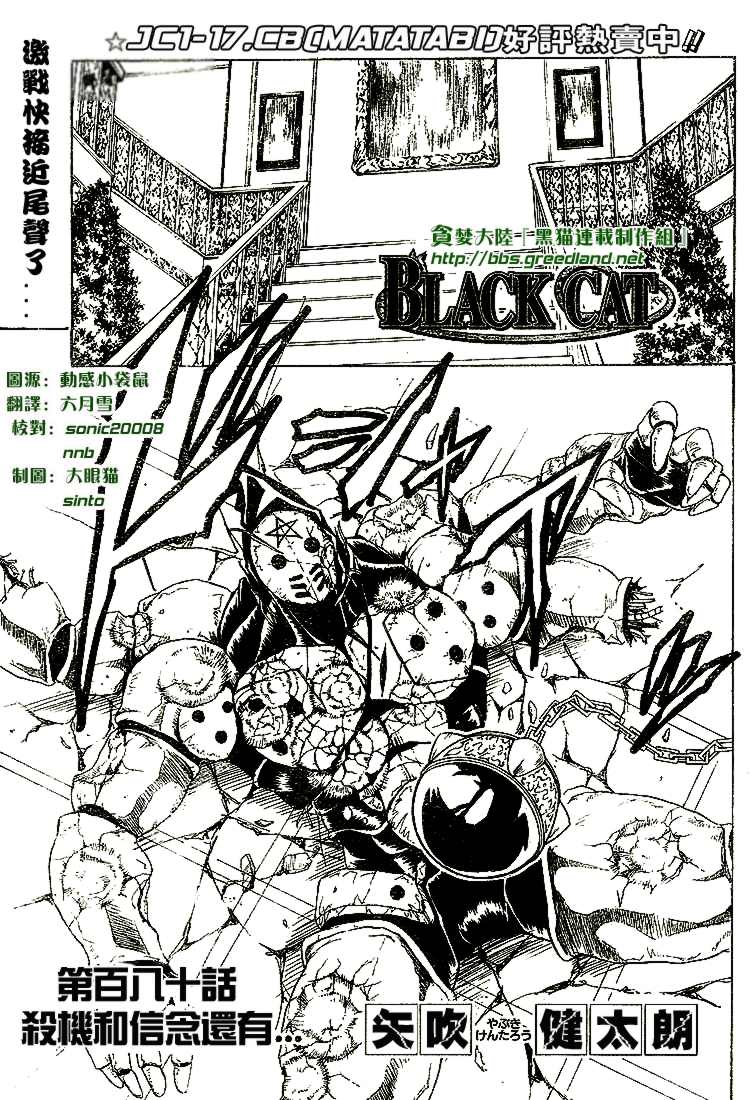 ☆JC1-17.CB(MATATABI)好評熱賣中!!
激戰快接近尾聲了...
貪婪大陸「黑猫連載制作組」
http://bbs.greedland.net
BLACK CAT
圖源：動感小袋鼠
翻譯：六月雪
校對：sonic20008
nnb
制圖：大眼猫
sinto
ドシャア
第百八十話
殺機和信念還有...
矢吹健太朗
やぶき
けんたろう